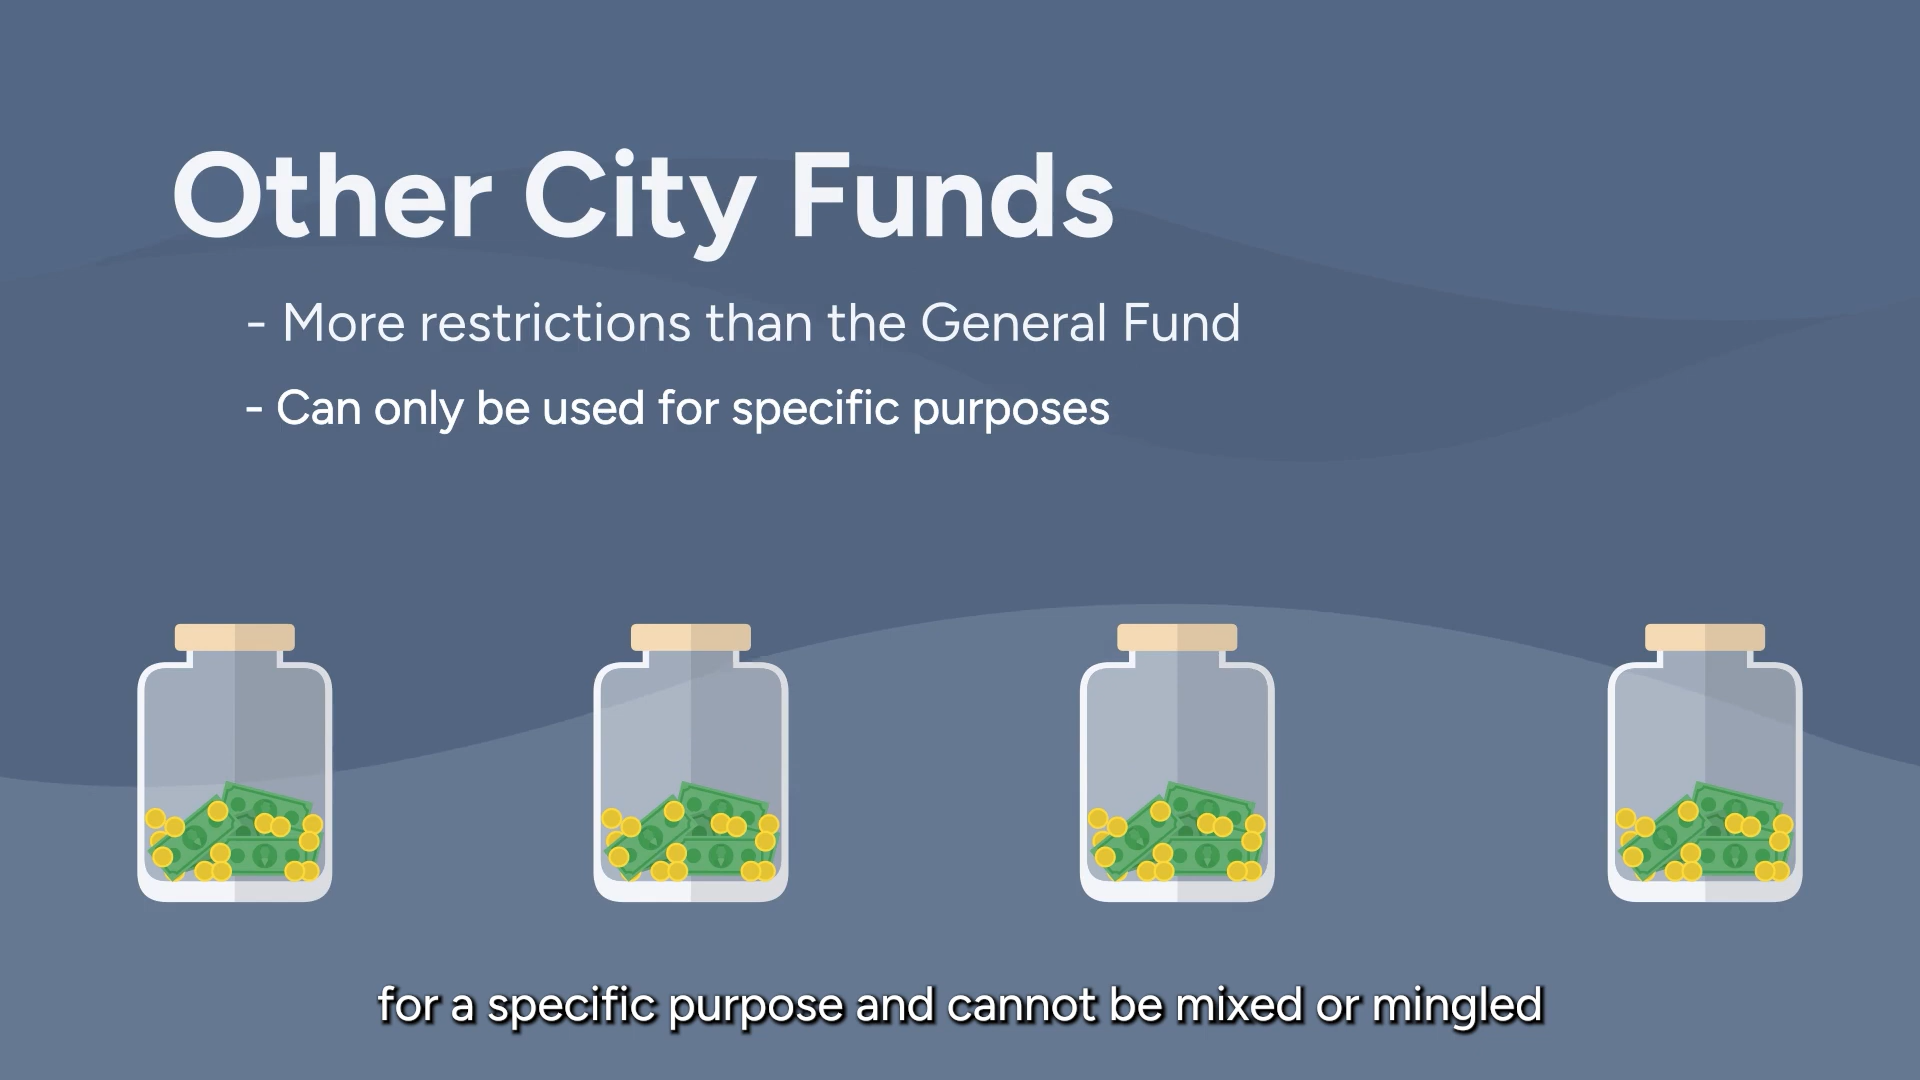 Other City Funds
- More restrictions than the General Fund
- Can only be used for specific purposes
for a specific purpose and cannot be mixed or mingled